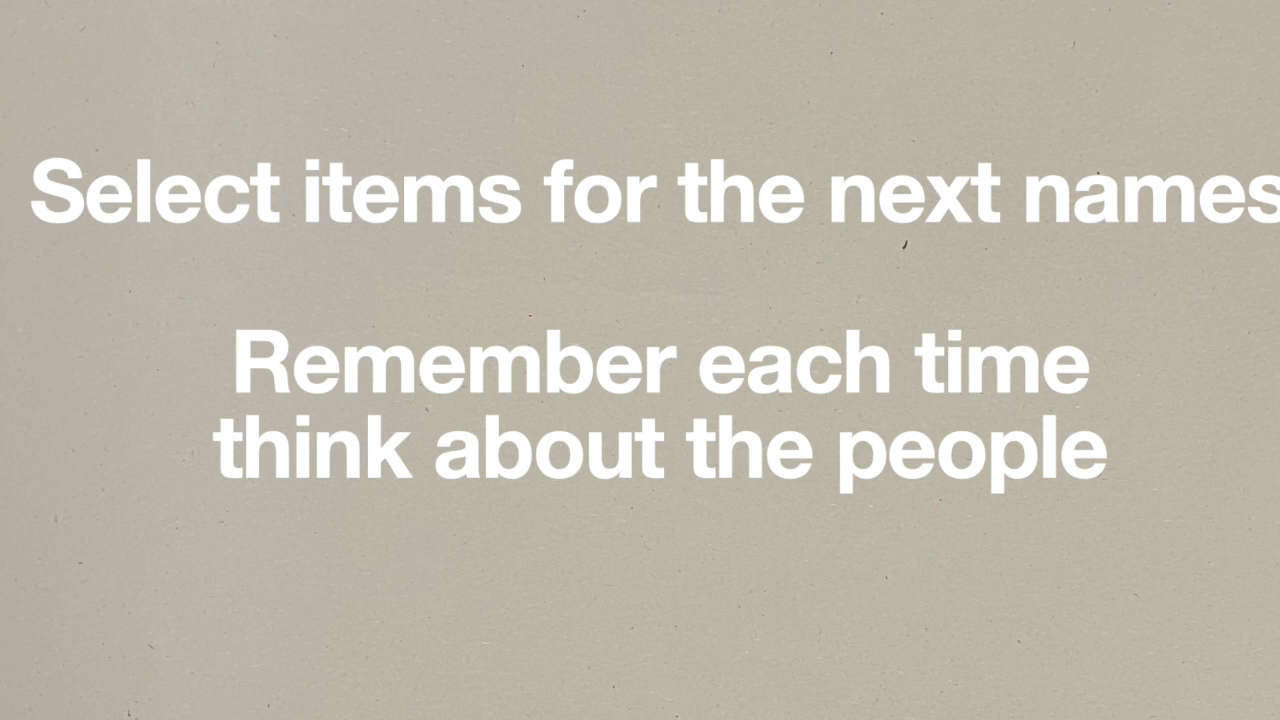 Select items for the next names
Remember each time
think about the people